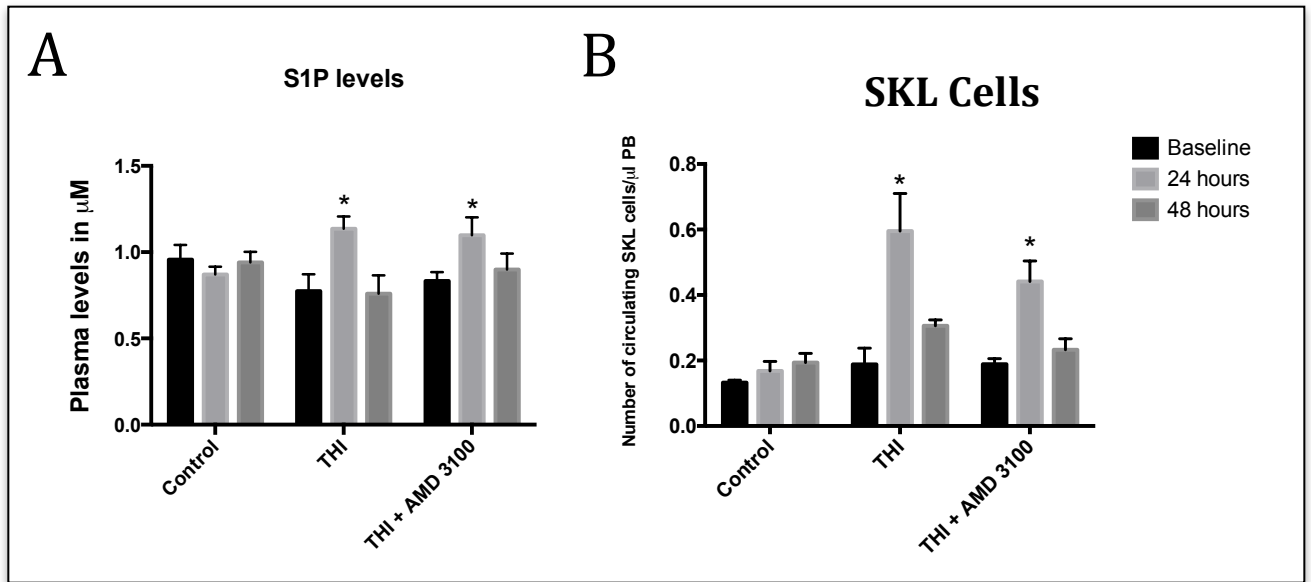 A
S1P levels
Plasma levels in μM
1.5
1.0
0.5
0.0
*
*
Control
THI
THI + AMD 3100
B
SKL Cells
Number of circulating SKL cells/μl PB
0.8
0.6
0.4
0.2
0.0
*
*
Control
THI
THI + AMD 3100
Baseline
24 hours
48 hours